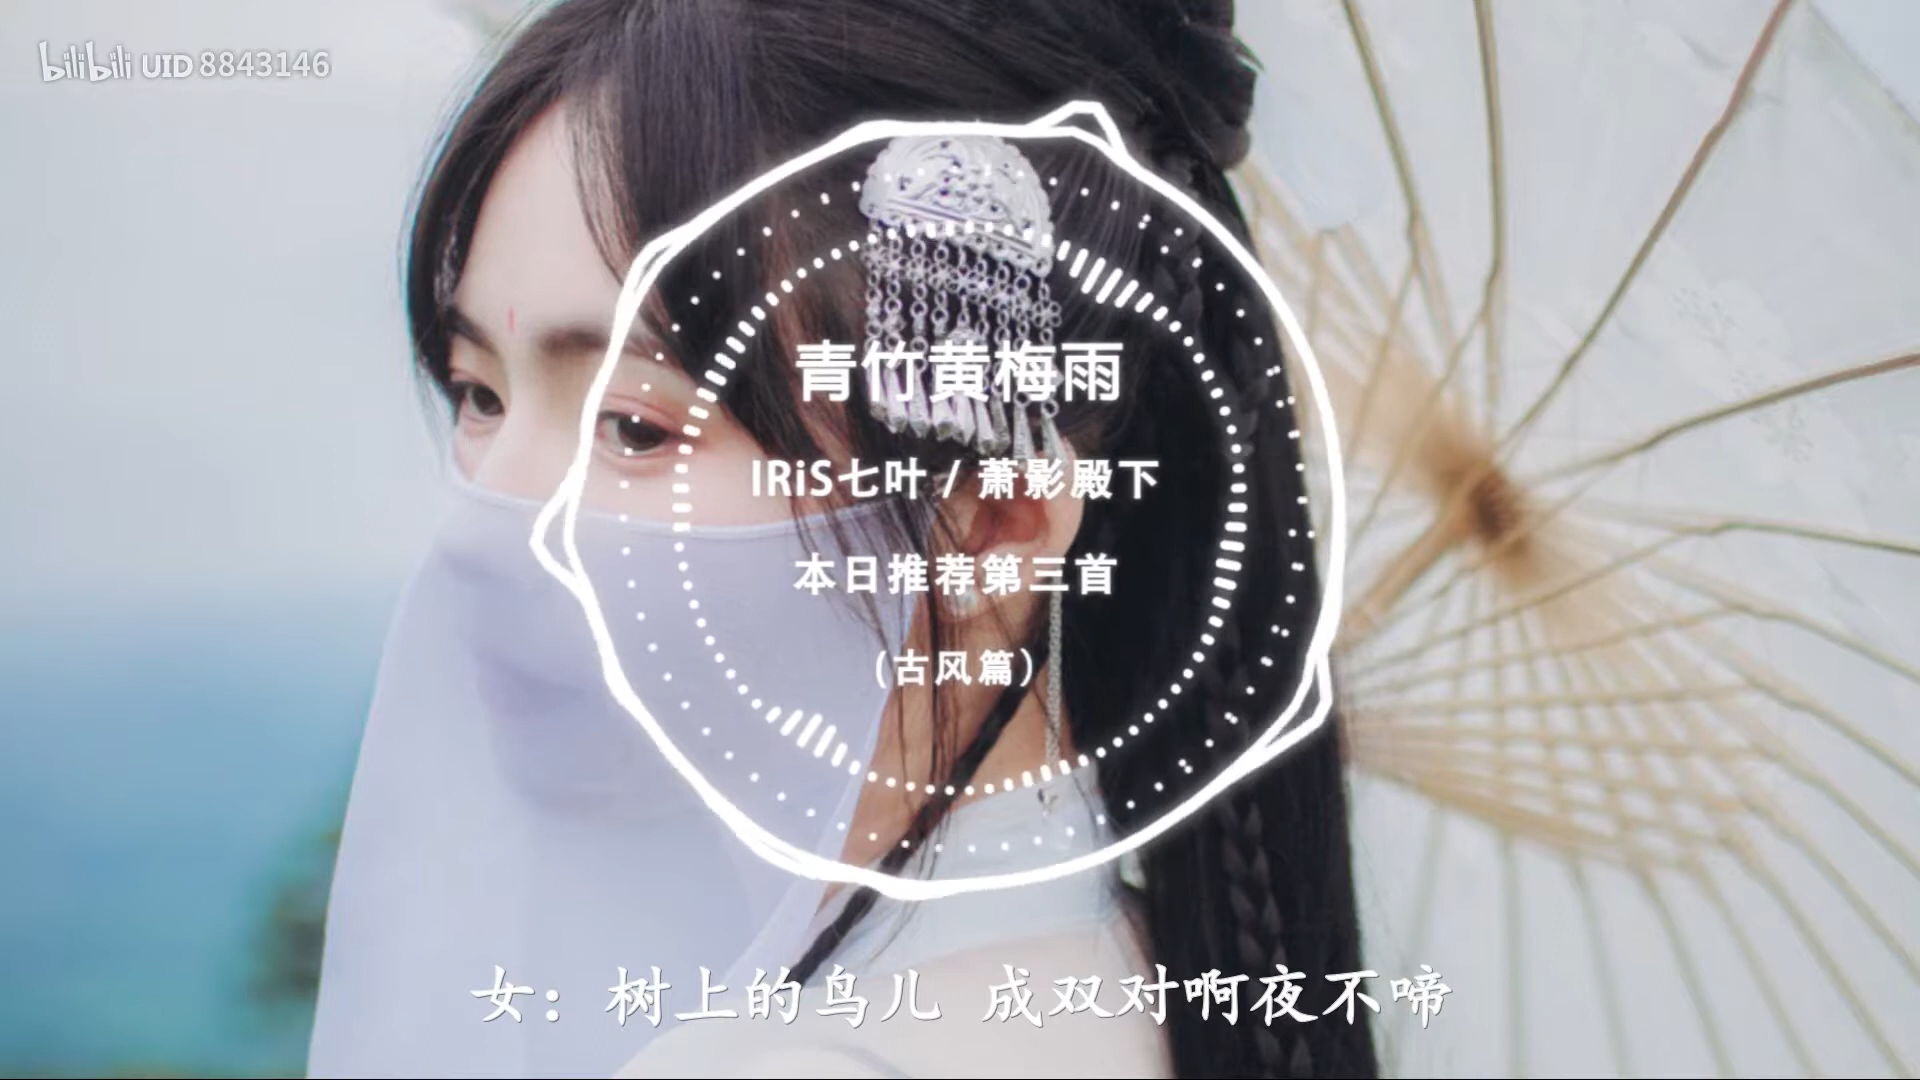 bilibili UID 8843146
青竹黄梅雨
IRiS七叶 / 萧影殿下
本日推荐第三首
(古风篇)
女：树上的鸟儿 成双对啊夜不啼